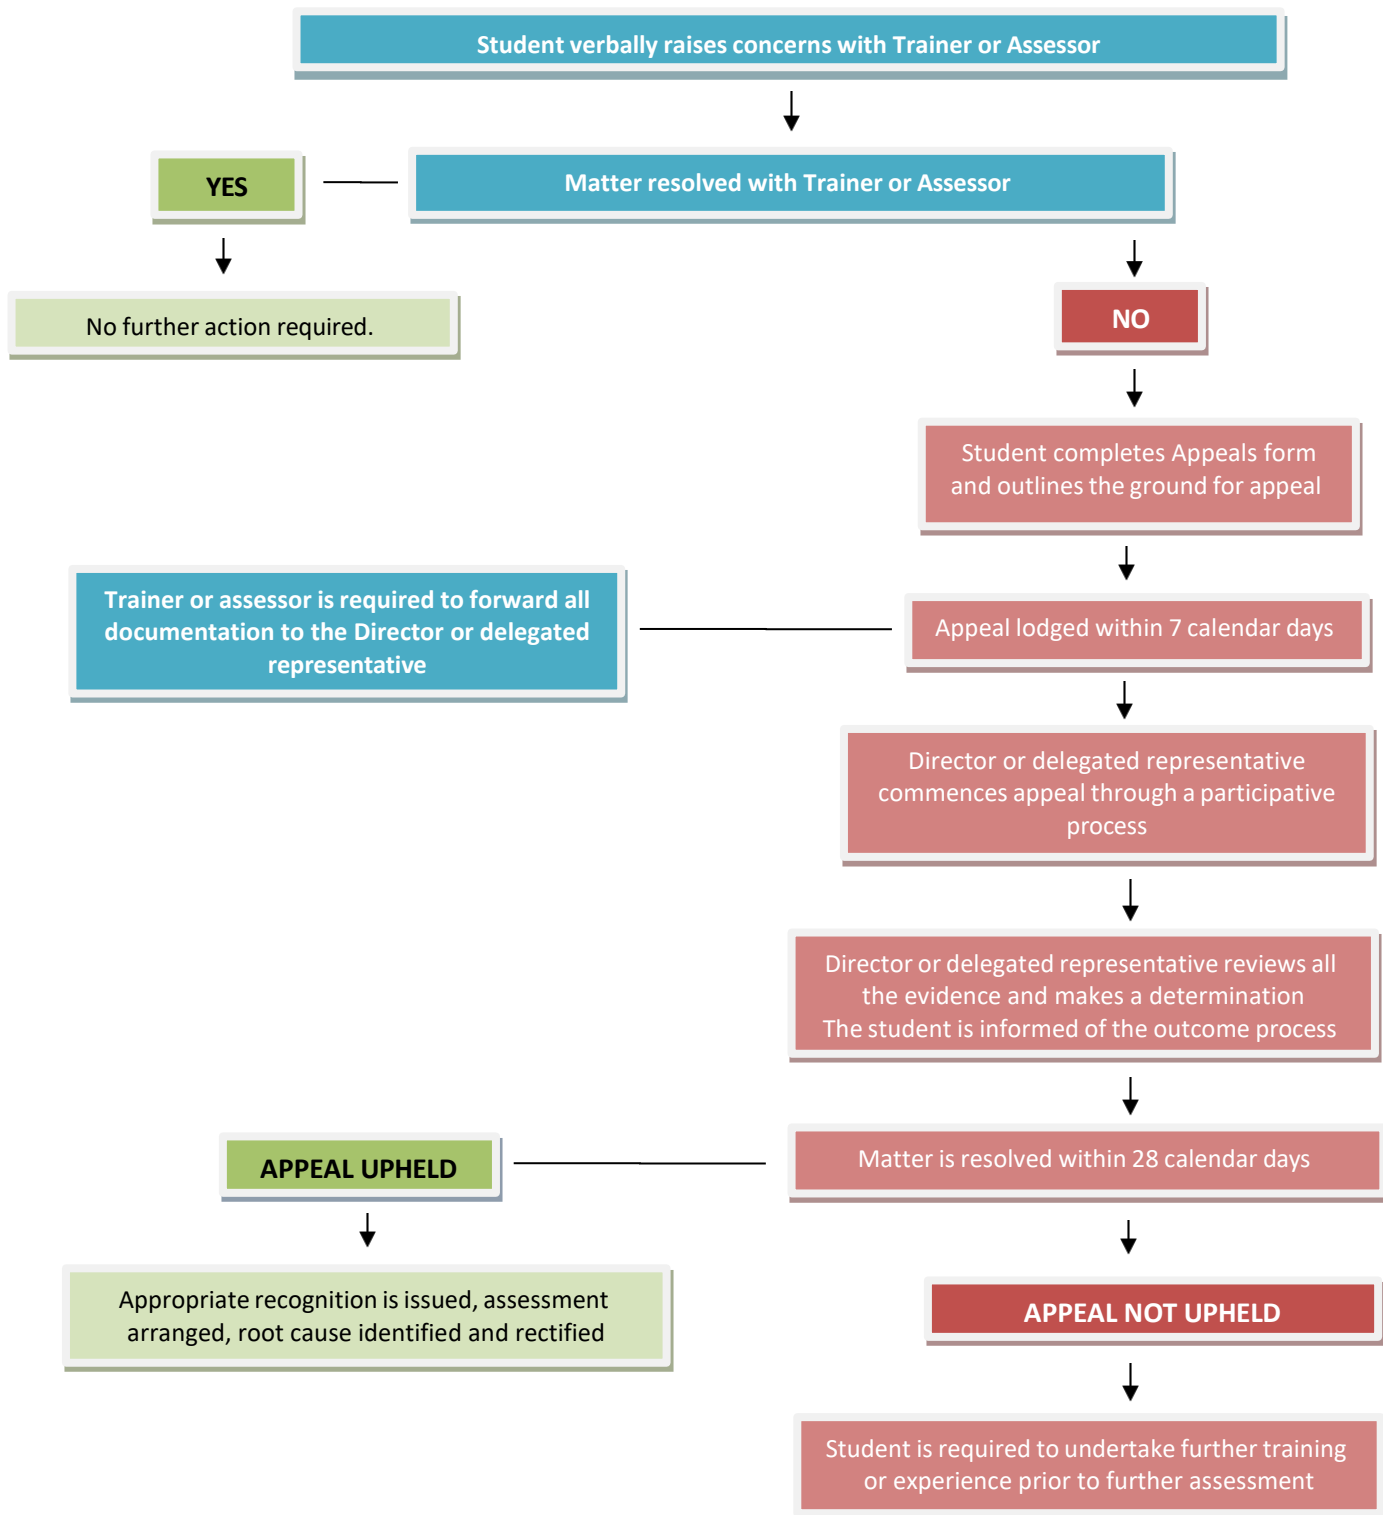 Student verbally raises concerns with Trainer or Assessor
YES
Matter resolved with Trainer or Assessor
No further action required.
NO
Student completes Appeals form
and outlines the ground for appeal
Trainer or assessor is required to forward all
documentation to the Director or delegated
representative
Appeal lodged within 7 calendar days
Director or delegated representative
commences appeal through a participative
process
Director or delegated representative reviews all
the evidence and makes a determination
The student is informed of the outcome process
APPEAL UPHELD
Matter is resolved within 28 calendar days
Appropriate recognition is issued, assessment
arranged, root cause identified and rectified
APPEAL NOT UPHELD
Student is required to undertake further training
or experience prior to further assessment